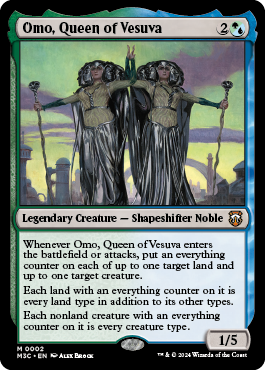 Omo, Queen of Vesuva 2
Legendary Creature — Shapeshifter Noble
Whenever Omo, Queen of Vesuva enters
the battlefield or attacks, put an everything
counter on each of up to one target land and
up to one target creature.
Each land with an everything counter on it is
every land type in addition to its other types.
Each nonland creature with an everything
counter on it is every creature type.
1/5
M 0002
M3C • EN Alex Brock
™ & © 2024 Wizards of the Coast